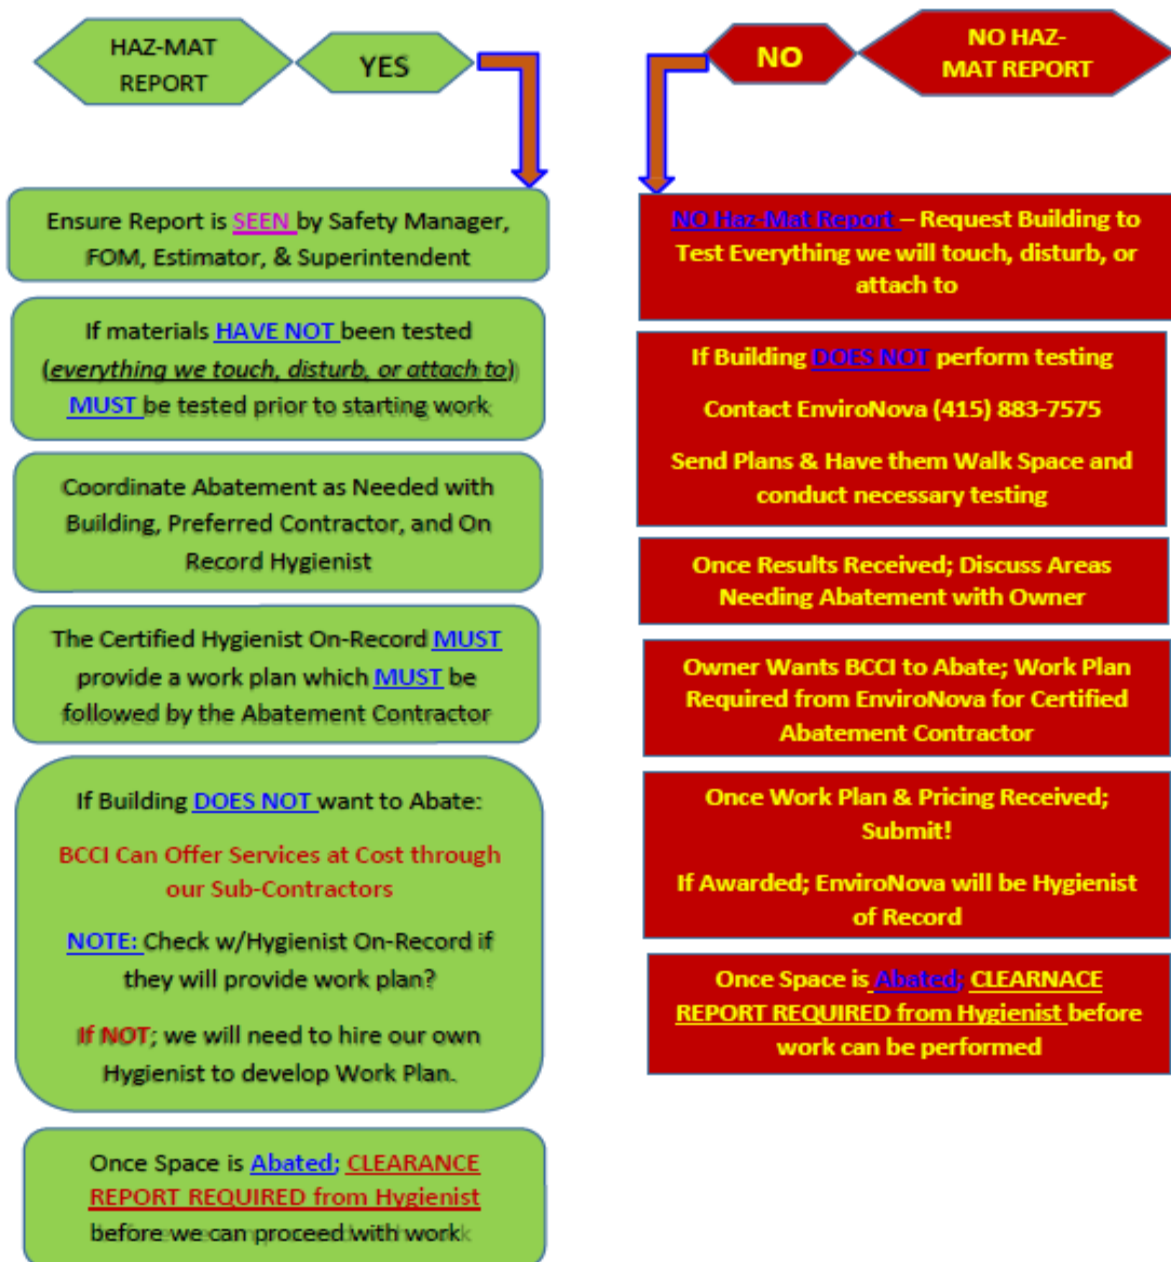 HAZ-MAT
REPORT
YES
Ensure Report is SEEN by Safety Manager,
FOM, Estimator, & Superintendent
If materials HAVE NOT been tested
(everything we touch, disturb, or attach to)
MUST be tested prior to starting work
Coordinate Abatement as Needed with
Building, Preferred Contractor, and On
Record Hygienist
The Certified Hygienist On-Record MUST
provide a work plan which MUST be
followed by the Abatement Contractor
If Building DOES NOT want to Abate:
BCCI Can Offer Services at Cost through
our Sub-Contractors
NOTE: Check w/Hygienist On-Record if
they will provide work plan?
If NOT; we will need to hire our own
Hygienist to develop Work Plan.
Once Space is Abated; CLEARANCE
REPORT REQUIRED from Hygienist
before we can proceed with work
NO
NO HAZ-
MAT REPORT
NO Haz-Mat Report – Request Building to
Test Everything we will touch, disturb, or
attach to
If Building DOES NOT perform testing
Contact EnviroNova (415) 883-7575
Send Plans & Have them Walk Space and
conduct necessary testing
Once Results Received; Discuss Areas
Needing Abatement with Owner
Owner Wants BCCI to Abate; Work Plan
Required from EnviroNova for Certified
Abatement Contractor
Once Work Plan & Pricing Received;
Submit!
If Awarded; EnviroNova will be Hygienist
of Record
Once Space is Abated; CLEARNACE
REPORT REQUIRED from Hygienist before
work can be performed